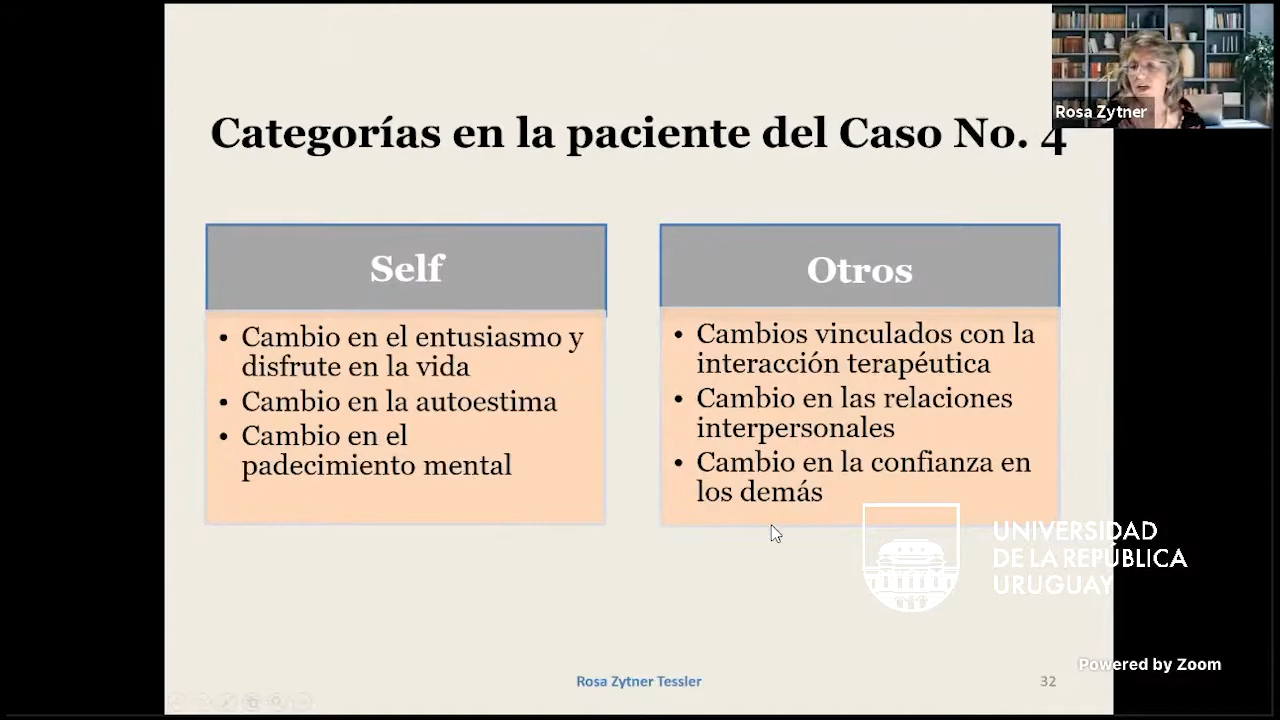 Categorías en la paciente del Caso No. 4
Rosa Zytner
Self
• Cambio en el entusiasmo y
disfrute en la vida
• Cambio en la autoestima
• Cambio en el
padecimiento mental
Otros
• Cambios vinculados con la
interacción terapéutica
• Cambio en las relaciones
interpersonales
• Cambio en la confianza en
los demás
UNIVERSIDAD
DE LA REPÚBLICA
URUGUAY
Powered by Zoom
Rosa Zytner Tessler
32